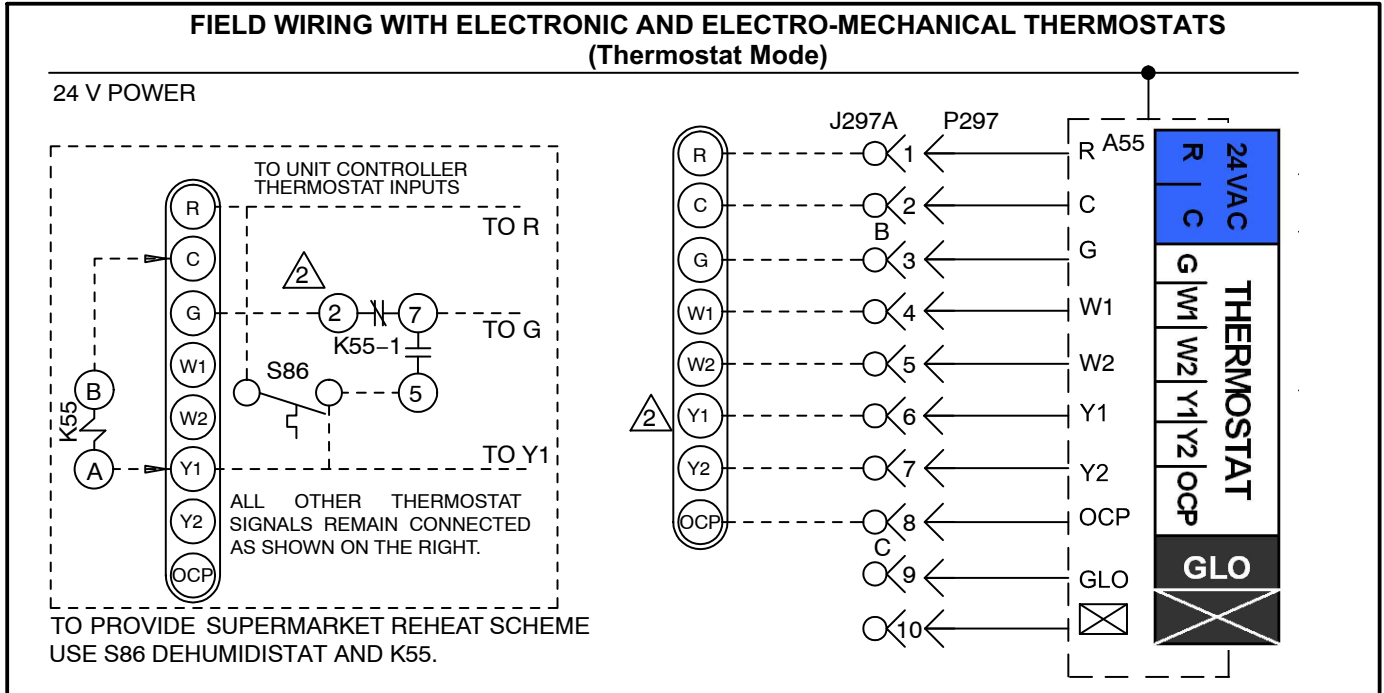 FIELD WIRING WITH ELECTRONIC AND ELECTRO-MECHANICAL THERMOSTATS
(Thermostat Mode)
24 V POWER
TO UNIT CONTROLLER
THERMOSTAT INPUTS
R
TO R
C
2
G
2
7
TO G
K55-1
W1
S86
5
B
K55
A
W2
Y1
TO Y1
Y2
ALL OTHER THERMOSTAT
SIGNALS REMAIN CONNECTED
AS SHOWN ON THE RIGHT.
OCP
TO PROVIDE SUPERMARKET REHEAT SCHEME
USE S86 DEHUMIDISTAT AND K55.
J297A P297
R 1 R A55
C 2 C
B
G 3 G
W1 4 W1
W2 5 W2
2
Y1 6 Y1
Y2 7 Y2
OCP 8 OCP
C
9 GLO
10
24VAC
R C
THERMOSTAT
G W1 W2 Y1 Y2 OCP
GLO